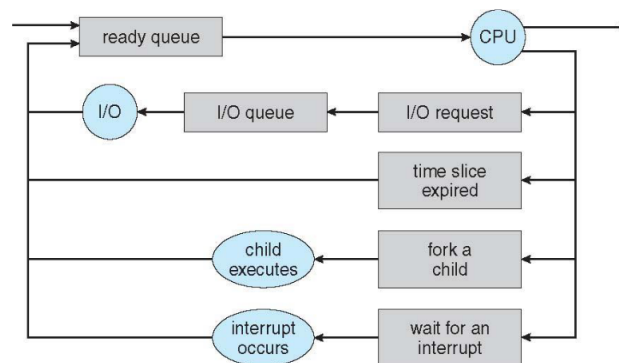 ready queue
CPU
I/O
I/O queue
I/O request
time slice
expired
child
executes
fork a
child
interrupt
occurs
wait for an
interrupt